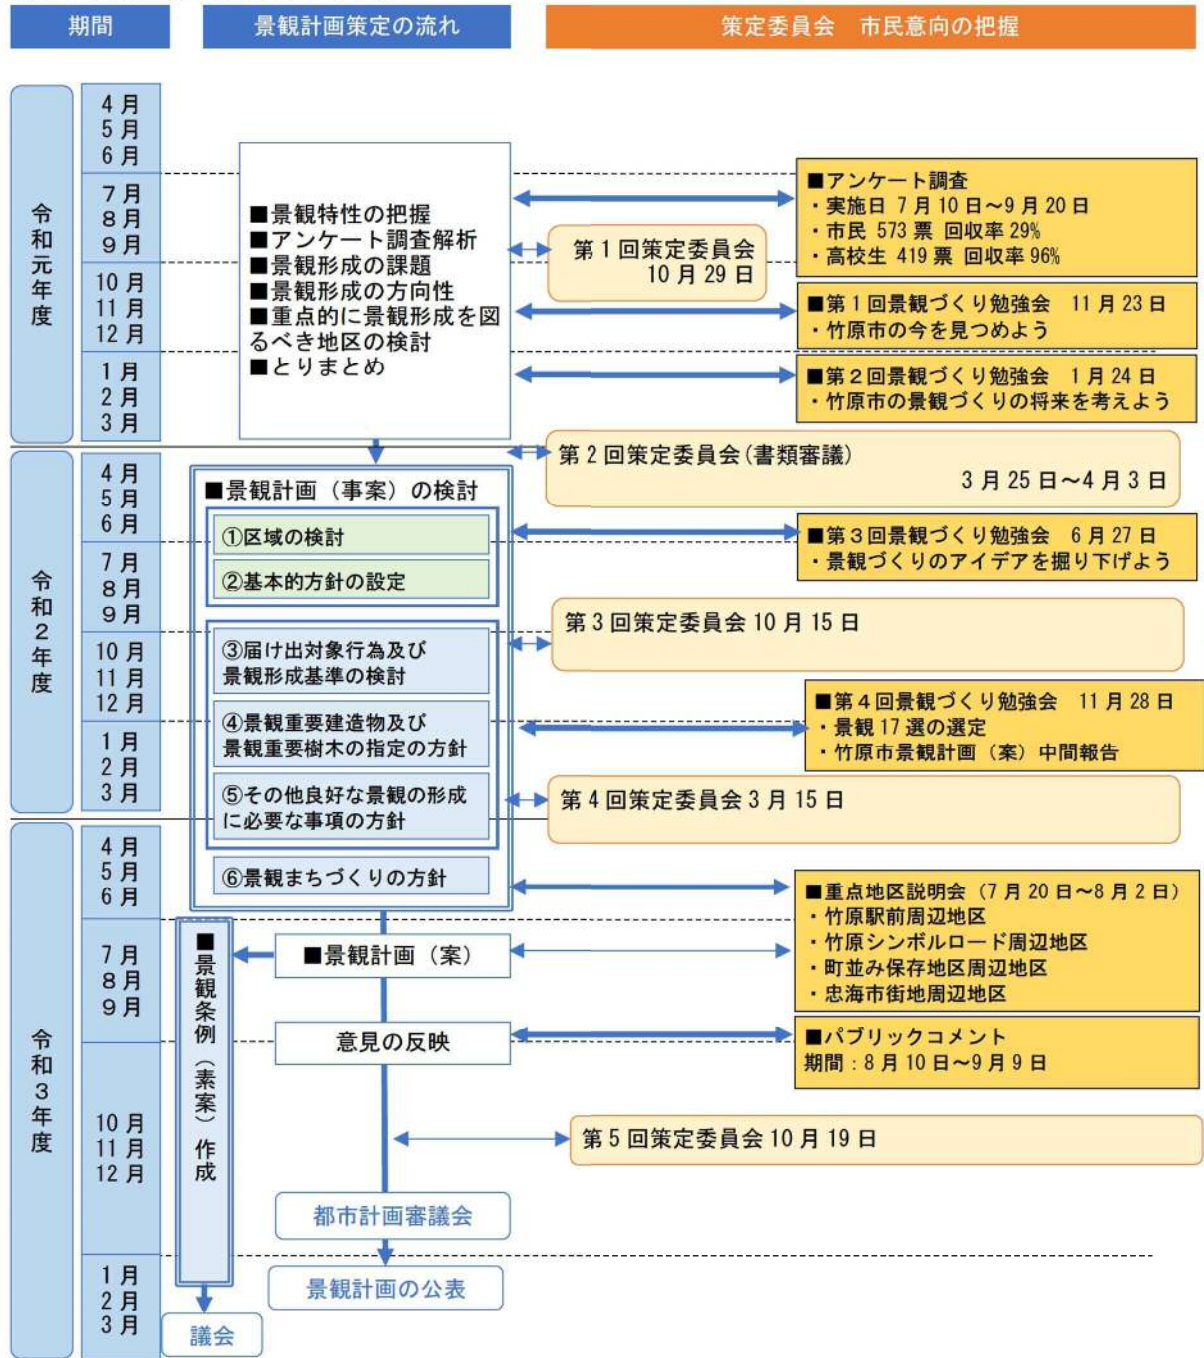 期間
景観計画策定の流れ
策定委員会　市民意向の把握
令和元年度
4月
5月
6月
7月
8月
9月
10月
11月
12月
1月
2月
3月
■景観特性の把握
■アンケート調査解析
■景観形成の課題
■景観形成の方向性
■重点的に景観形成を図
るべき地区の検討
■とりまとめ
第1回策定委員会
10月29日
■アンケート調査
・実施日 7月10日～9月20日
・市民 573票 回収率29%
・高校生 419票 回収率96%
■第1回景観づくり勉強会　11月23日
・竹原市の今を見つめよう
■第2回景観づくり勉強会　1月24日
・竹原市の景観づくりの将来を考えよう
第2回策定委員会(書類審議)
3月25日～4月3日
令和2年度
4月
5月
6月
7月
8月
9月
10月
11月
12月
1月
2月
3月
■景観計画（事案）の検討
①区域の検討
②基本的方針の設定
③届け出対象行為及び
景観形成基準の検討
④景観重要建造物及び
景観重要樹木の指定の方針
⑤その他良好な景観の形成
に必要な事項の方針
⑥景観まちづくりの方針
■第3回景観づくり勉強会　6月27日
・景観づくりのアイデアを掘り下げよう
第3回策定委員会10月15日
■第4回景観づくり勉強会　11月28日
・景観17選の選定
・竹原市景観計画（案）中間報告
第4回策定委員会3月15日
令和3年度
4月
5月
6月
7月
8月
9月
10月
11月
12月
1月
2月
3月
■景観条例（素案）作成
■景観計画（案）
意見の反映
■重点地区説明会（7月20日～8月2日）
・竹原駅前周辺地区
・竹原シンボルロード周辺地区
・町並み保存地区周辺地区
・忠海市街地周辺地区
■パブリックコメント
期間：8月10日～9月9日
第5回策定委員会10月19日
都市計画審議会
景観計画の公表
議会